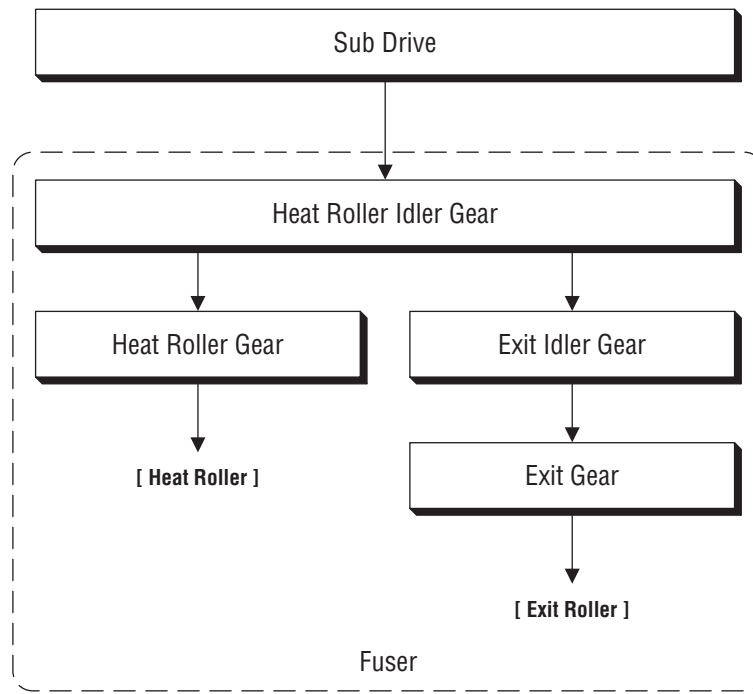 Sub Drive
Heat Roller Idler Gear
Heat Roller Gear
Exit Idler Gear
Exit Gear
[ Heat Roller ]
[ Exit Roller ]
Fuser